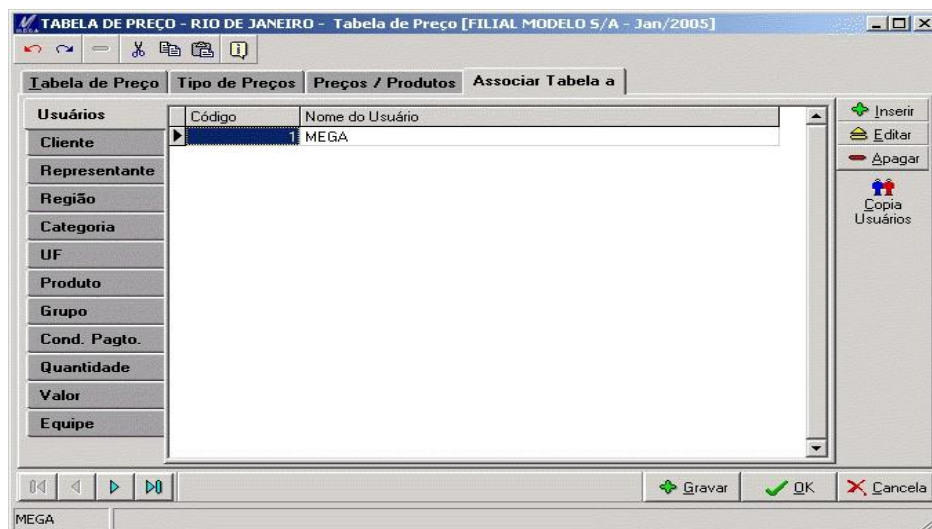 TABELA DE PREÇO - RIO DE JANEIRO - Tabela de Preço [FILIAL MODELO S/A - Jan/2005]
Tabela de Preço Tipo de Preços Preços / Produtos Associar Tabela a
Usuários
Cliente
Representante
Região
Categoria
UF
Produto
Grupo
Cond. Pagto.
Quantidade
Valor
Equipe
Código Nome do Usuário
1 MEGA
Inserir
Editar
Apagar
Copia
Usuários
Gravar OK Cancela
MEGA